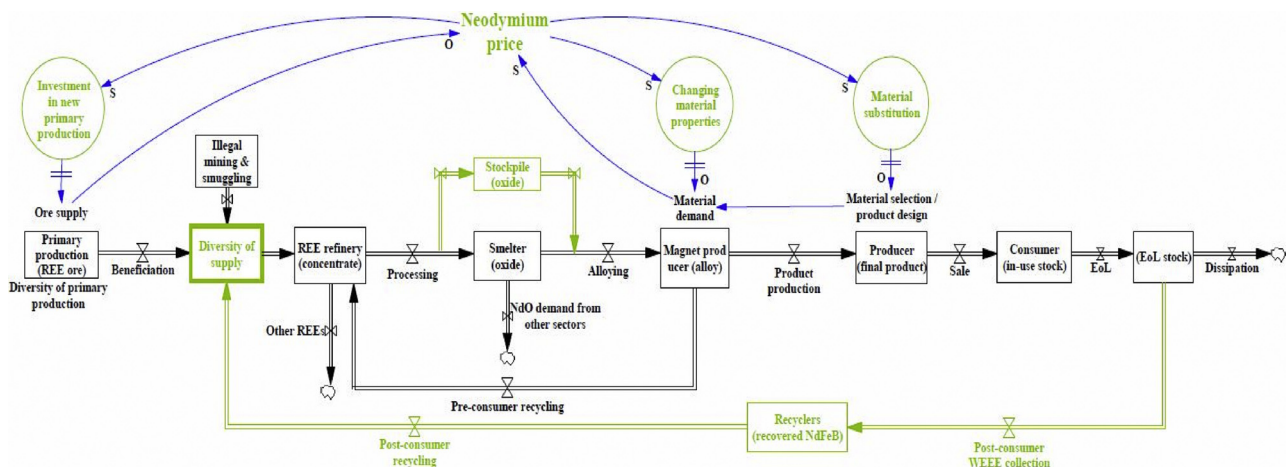 Neodymium
price
O
S
S
S
Investment
in new
primary
production
Changing
material
properties
Material
substitution
Illegal
mining &
smuggling
Stockpile
(oxide)
O
O
Ore supply
Material
demand
Material selection /
product design
Primary
production
(REE ore)
Beneficiation
Diversity of primary
production
Diversity of
supply
REE refinery
(concentrate)
Processing
Smelter
(oxide)
Alloying
Magnet prod
ucer (alloy)
Product
production
Producer
(final product)
Sale
Consumer
(in-use stock)
EoL
(EoL stock)
Dissipation
Other REEs
NdO demand from
other sectors
Pre-consumer recycling
Post-consumer
recycling
Recyclers
(recovered NdFeB)
Post-consumer
WEEE collection
S